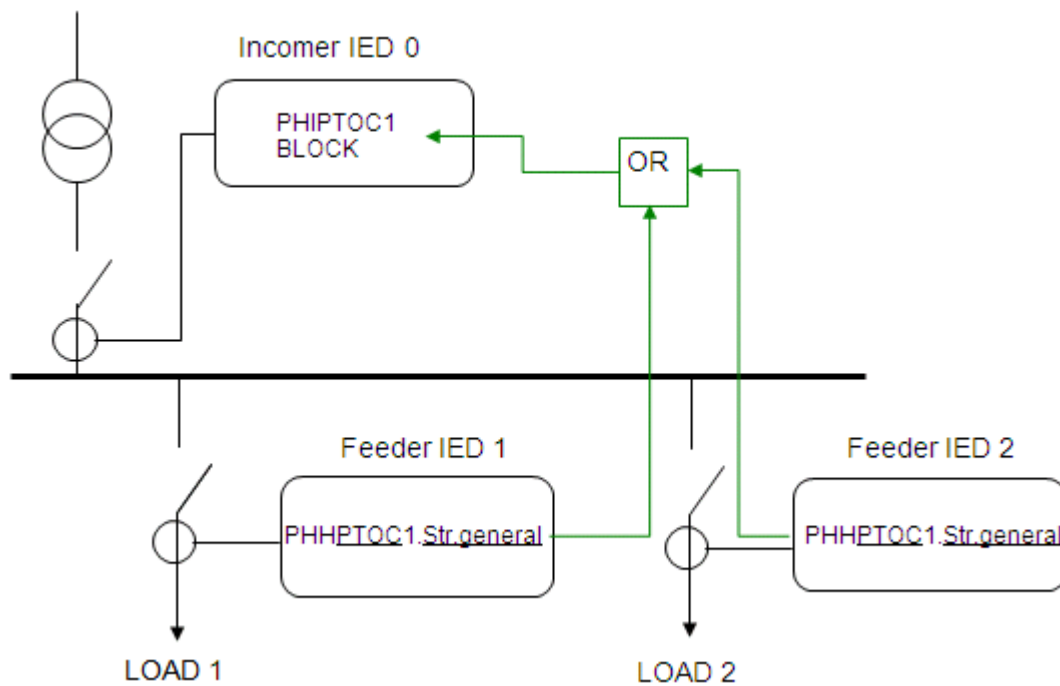 Incomer IED 0
PHIPTOC1
BLOCK
OR
Feeder IED 1
Feeder IED 2
PHHPTOC1.Str.general
PHHPTOC1.Str.general
LOAD 1
LOAD 2